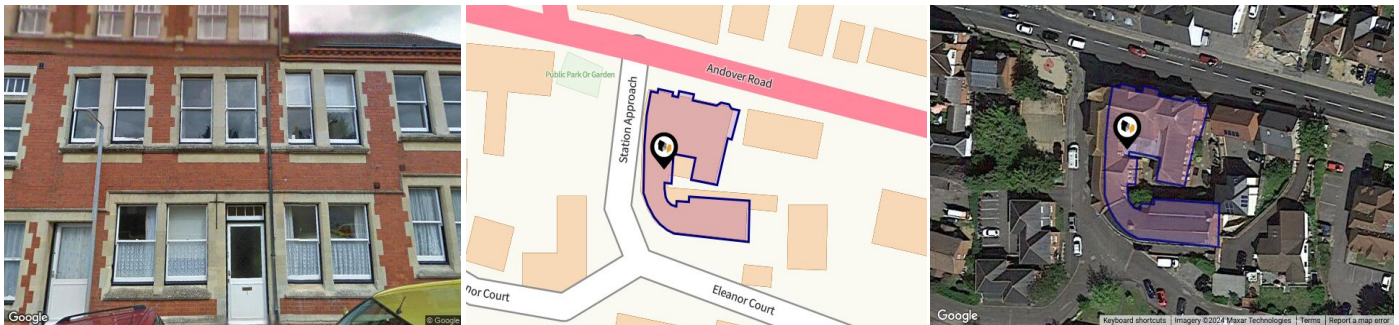 Google
© Google
Public Park Or Garden
Andover Road
Station Approach
nor Court
Eleanor Court
Google
Keyboard shortcuts
Imagery ©2024 Maxar Technologies
Terms
Report a map error